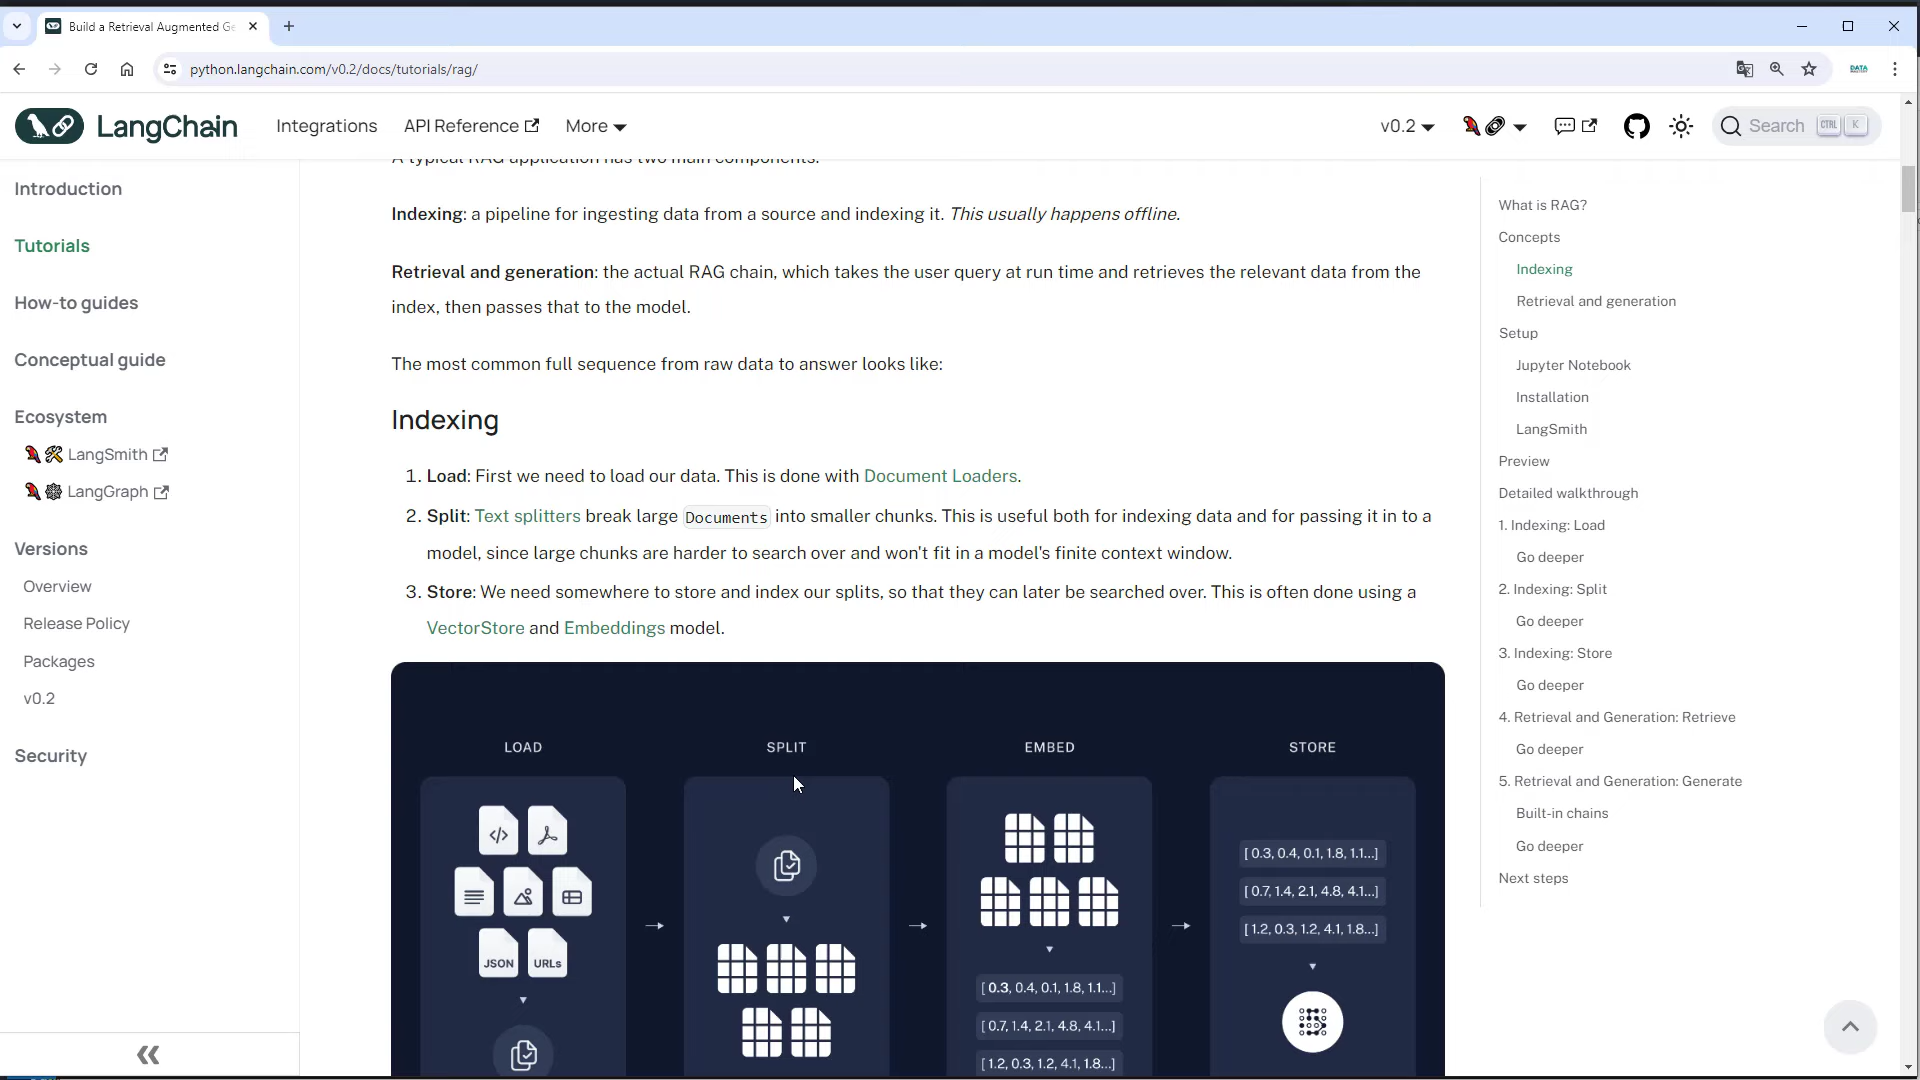 Build a Retrieval Augmented Ge
python.langchain.com/v0.2/docs/tutorials/rag/
DATA
LangChain
Integrations
API Reference
More
v0.2
Search
CTRL
K
Introduction
Tutorials
How-to guides
Conceptual guide
Ecosystem
LangSmith
LangGraph
Versions
Overview
Release Policy
Packages
v0.2
Security
A typical RAG application has two main components:
Indexing: a pipeline for ingesting data from a source and indexing it. This usually happens offline.
Retrieval and generation: the actual RAG chain, which takes the user query at run time and retrieves the relevant data from the
index, then passes that to the model.
The most common full sequence from raw data to answer looks like:
Indexing
1. Load: First we need to load our data. This is done with Document Loaders.
2. Split: Text splitters break large Documents into smaller chunks. This is useful both for indexing data and for passing it in to a
model, since large chunks are harder to search over and won't fit in a model's finite context window.
3. Store: We need somewhere to store and index our splits, so that they can later be searched over. This is often done using a
VectorStore and Embeddings model.
LOAD
SPLIT
EMBED
STORE
</>
JSON
URLs
[ 0.3, 0.4, 0.1, 1.8, 1.1...]
[ 0.7, 1.4, 2.1, 4.8, 4.1...]
[ 1.2, 0.3, 1.2, 4.1, 1.8...]
[ 0.3, 0.4, 0.1, 1.8, 1.1...]
[ 0.7, 1.4, 2.1, 4.8, 4.1...]
[ 1.2, 0.3, 1.2, 4.1, 1.8...]
What is RAG?
Concepts
Indexing
Retrieval and generation
Setup
Jupyter Notebook
Installation
LangSmith
Preview
Detailed walkthrough
1. Indexing: Load
Go deeper
2. Indexing: Split
Go deeper
3. Indexing: Store
Go deeper
4. Retrieval and Generation: Retrieve
Go deeper
5. Retrieval and Generation: Generate
Built-in chains
Go deeper
Next steps